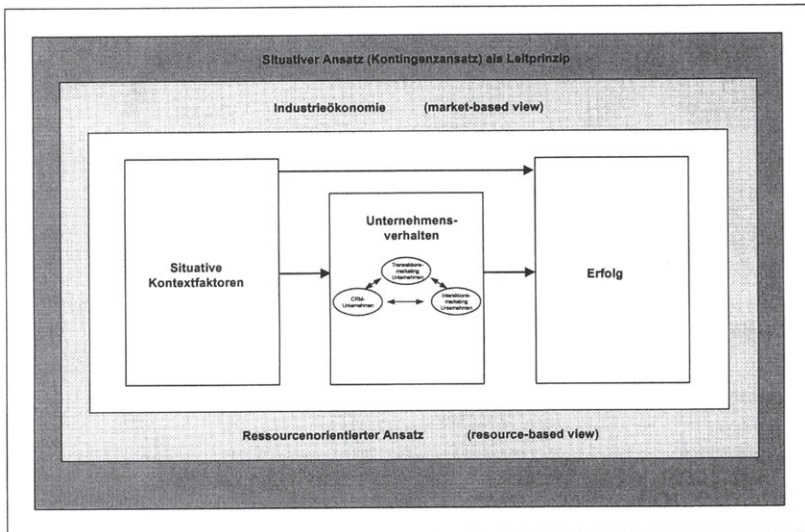 Situativer Ansatz (Kontingenzansatz) als Leitprinzip
Industrieökonomie (market-based view)
Situative
Kontextfaktoren
Unternehmens-
verhalten
Transaktions-
marketing
Unternehmen
CRM-
Unternehmen
Interaktions-
marketing
Unternehmen
Erfolg
Ressourcenorientierter Ansatz (resource-based view)